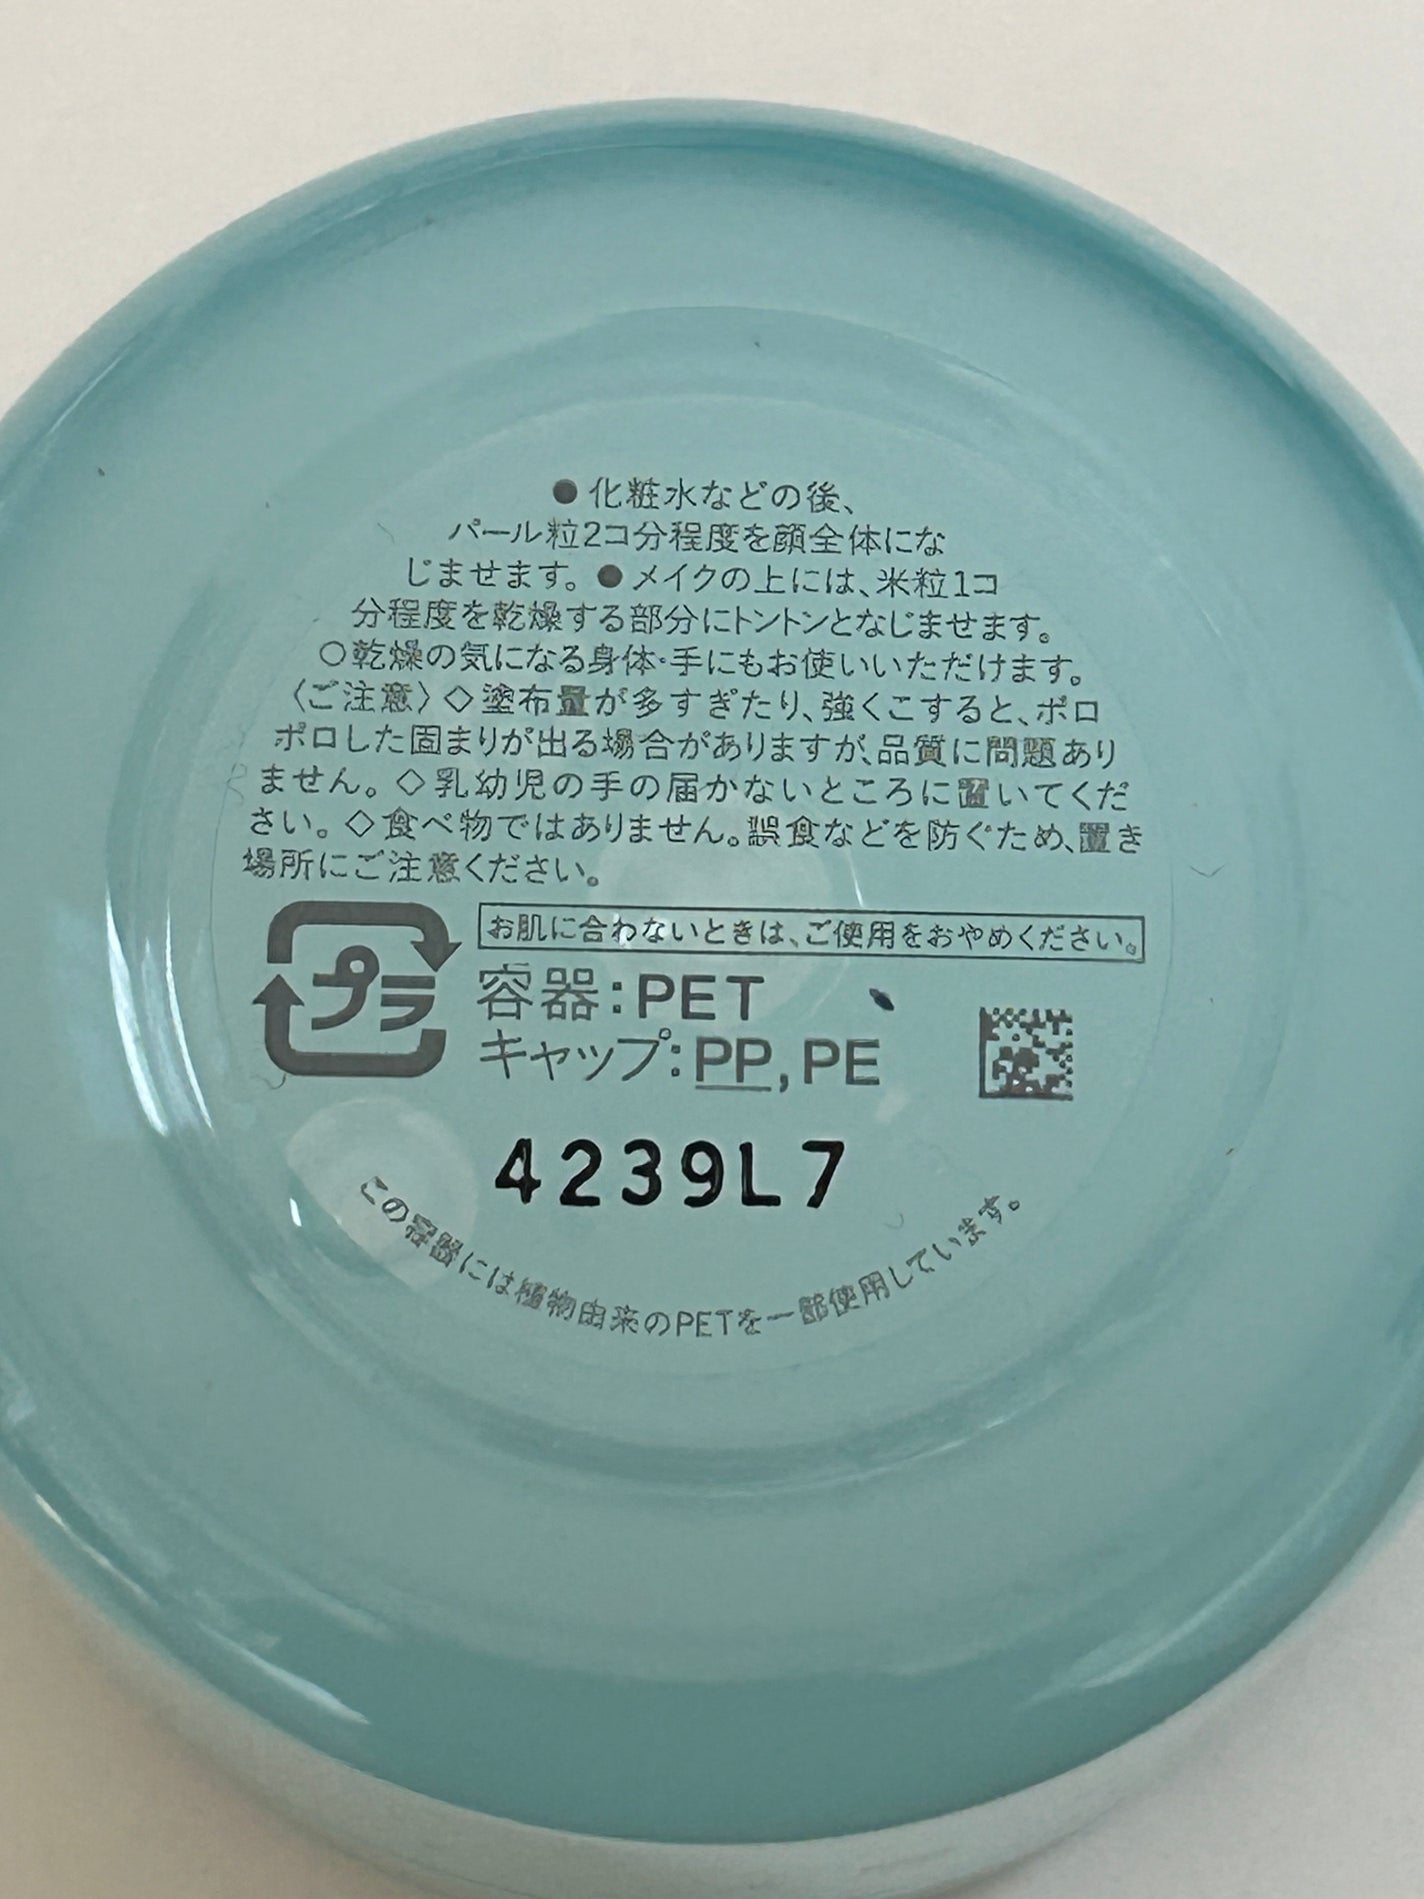 ●化粧水などの後、
パール粒2コ分程度を顔全体にな
じませます。●メイクの上には、米粒1コ
分程度を乾燥する部分にトントンとなじませます。
○乾燥の気になる身体・手にもお使いいただけます。
〈ご注意〉◇塗布量が多すぎたり、強くこすると、ポロ
ポロした固まりが出る場合がありますが、品質に問題あり
ません。◇乳幼児の手の届かないところに置いてくだ
さい。◇食べ物ではありません。誤食などを防ぐため、置き
場所にご注意ください。
お肌に合わないときは、ご使用をおやめください。
プラ
容器:PET
キャップ:PP,PE
4239L7
この容器には植物由来のPETを一部使用しています。